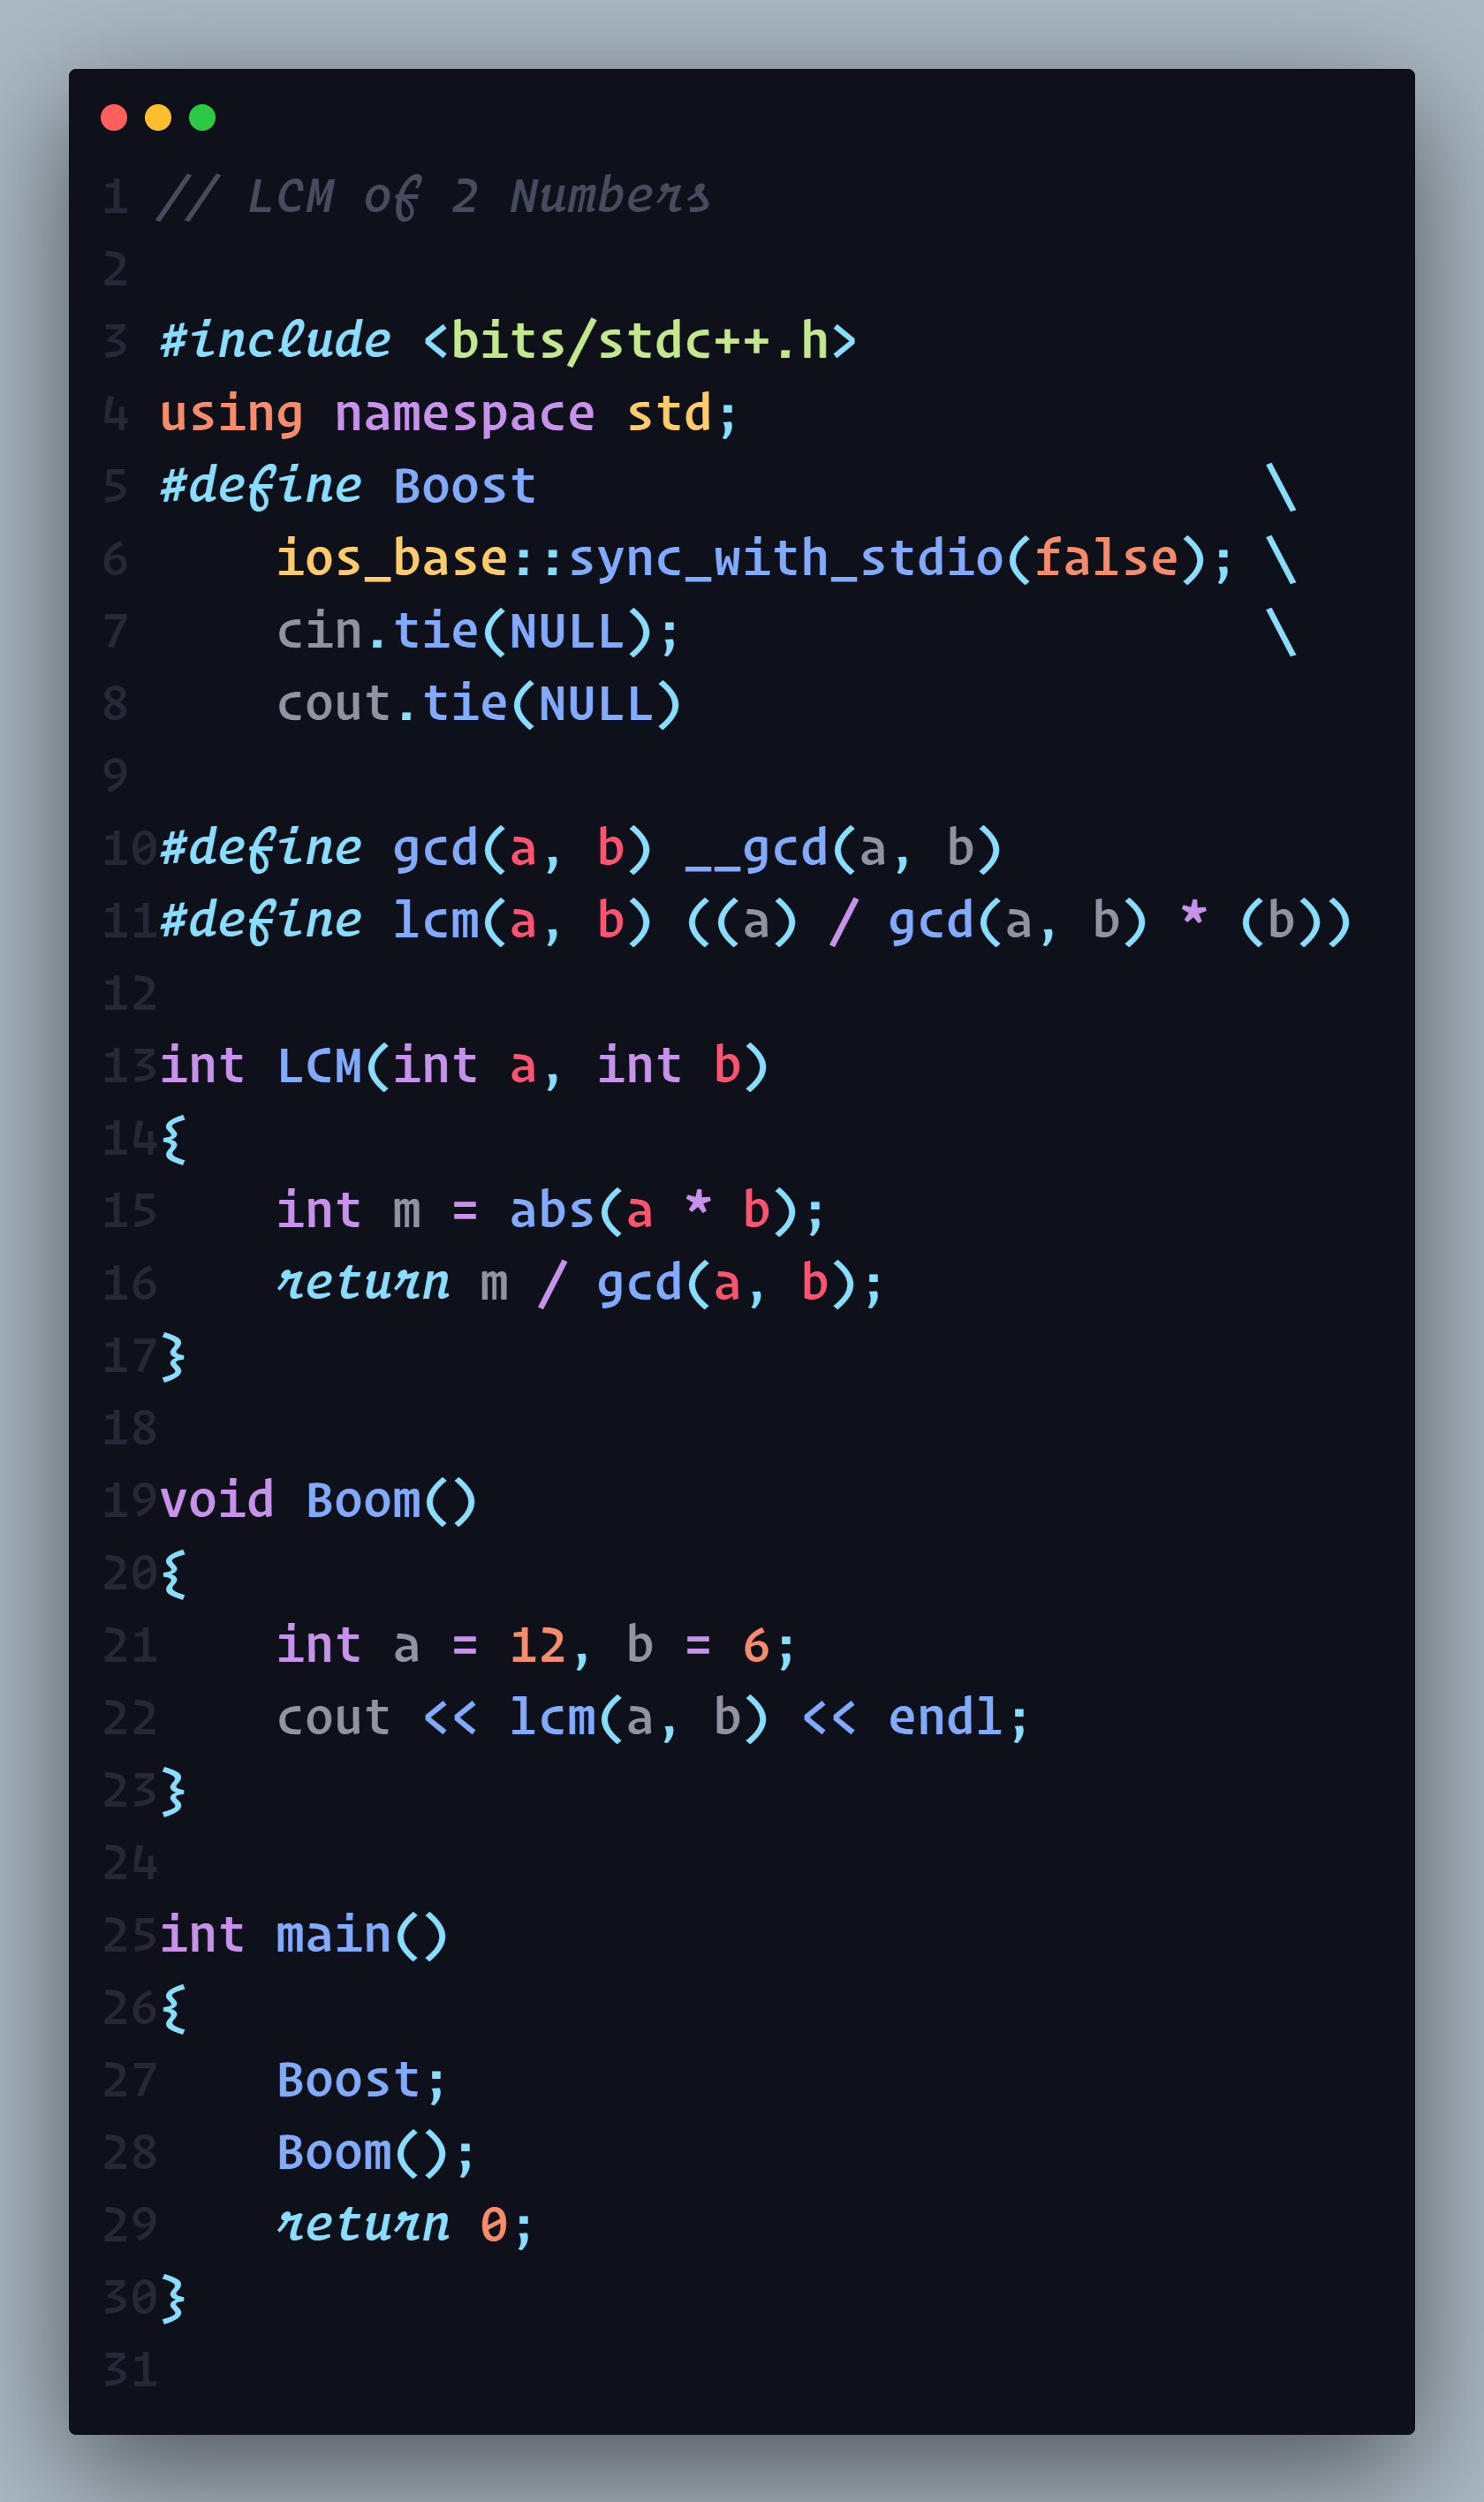 1 // LCM of 2 Numbers
2
3 #include <bits/stdc++.h>
4 using namespace std;
5 #define Boost                         \
6     ios_base::sync_with_stdio(false); \
7     cin.tie(NULL);                    \
8     cout.tie(NULL)
9
10 #define gcd(a, b) __gcd(a, b)
11 #define lcm(a, b) ((a) / gcd(a, b) * (b))
12
13 int LCM(int a, int b)
14 {
15     int m = abs(a * b);
16     return m / gcd(a, b);
17 }
18
19 void Boom()
20 {
21     int a = 12, b = 6;
22     cout << lcm(a, b) << endl;
23 }
24
25 int main()
26 {
27     Boost;
28     Boom();
29     return 0;
30 }
31